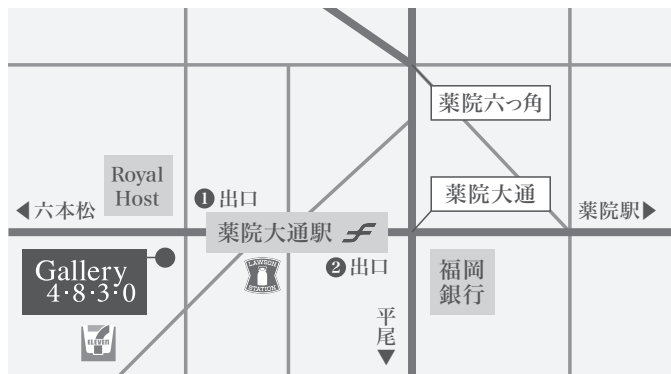 薬院六っ角
Royal
Host
❶出口
薬院大通
◀六本松
薬院駅▶
薬院大通駅
Gallery
4·8·3·0
LAWSON
STATION
❷出口
福岡
銀行
7
ELEVEN
平尾▼